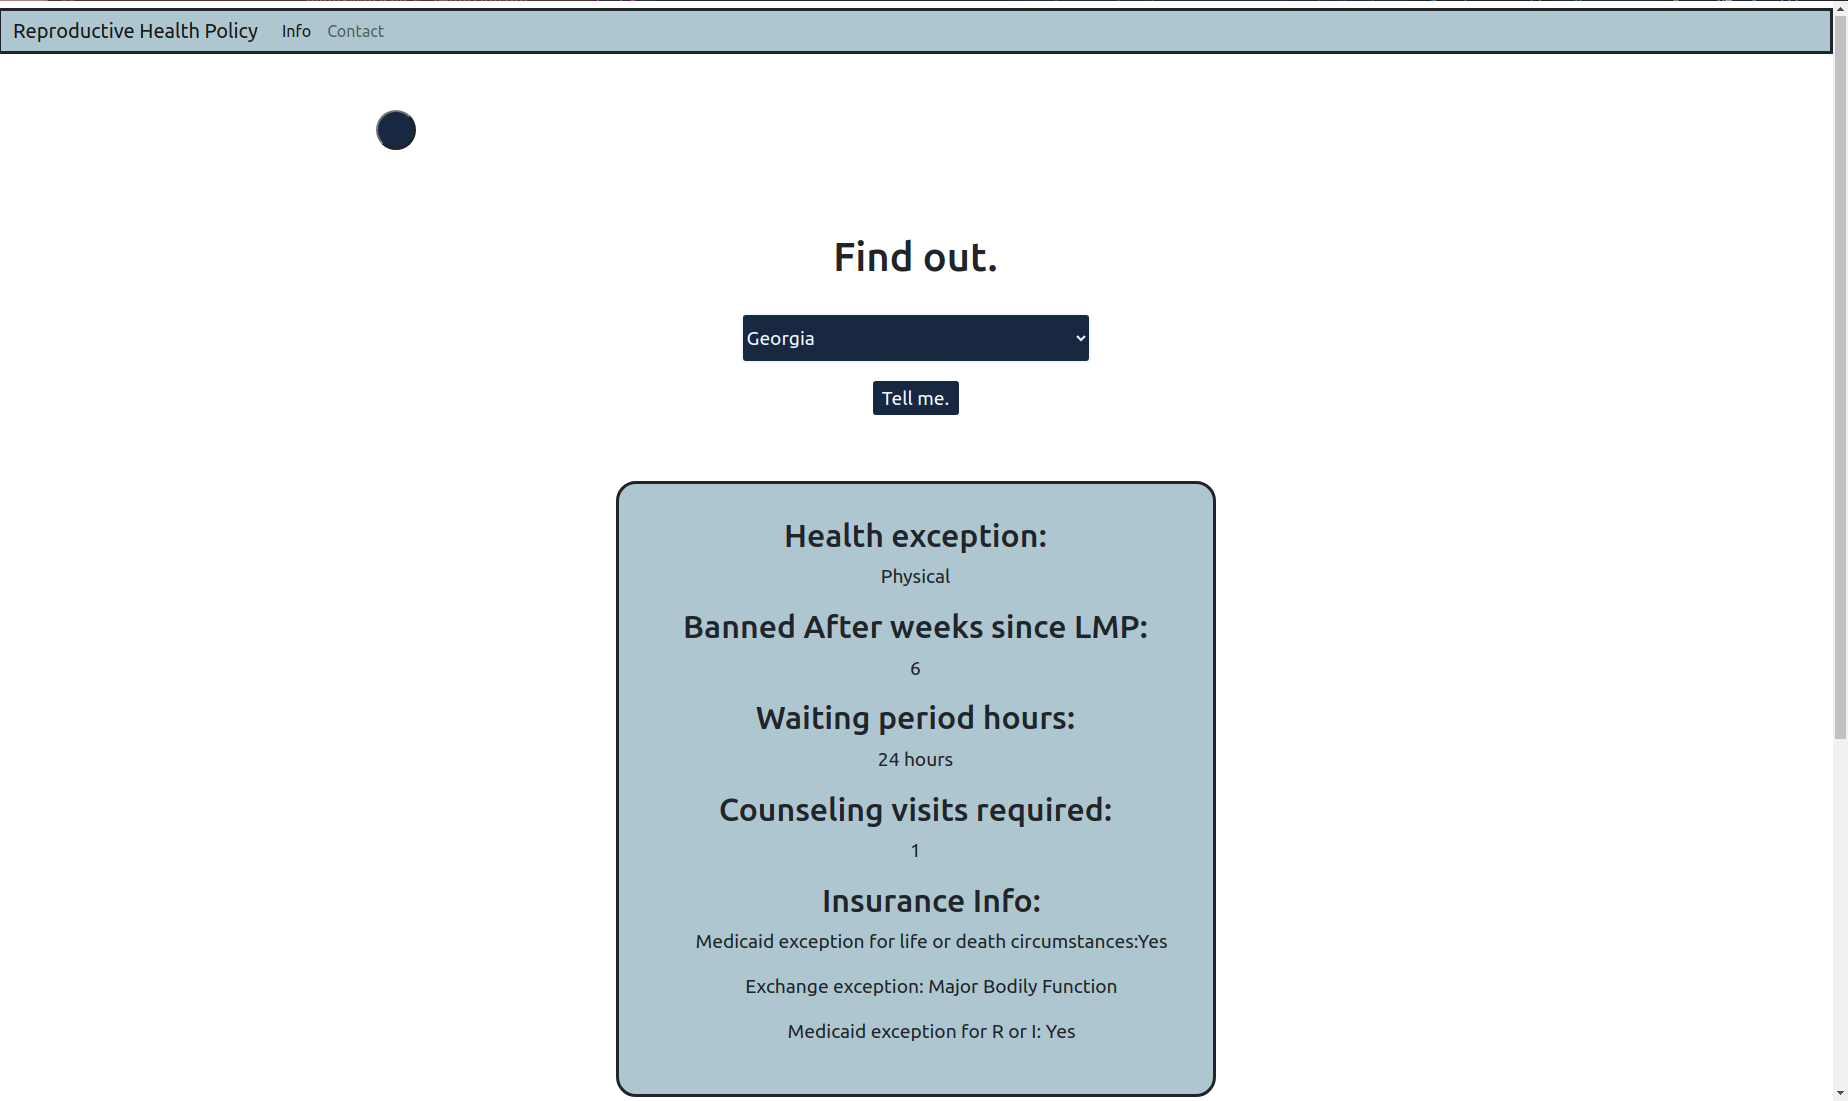 Reproductive Health Policy Info Contact
Find out.
Georgia
Tell me.
Health exception:
Physical
Banned After weeks since LMP:
6
Waiting period hours:
24 hours
Counseling visits required:
1
Insurance Info:
Medicaid exception for life or death circumstances:Yes
Exchange exception: Major Bodily Function
Medicaid exception for R or I: Yes